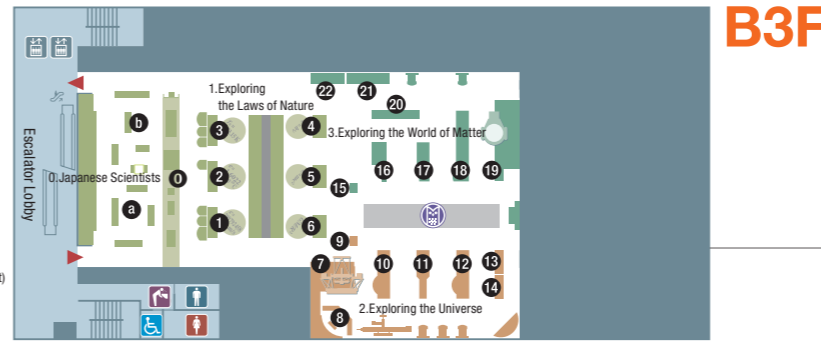 B3F
Escalator Lobby
1.Exploring
the Laws of Nature
22
21
20
3.Exploring the World of Matter
b
3
4
0.Japanese Scientists
0
2
5
15
16
17
18
19
a
1
6
9
7
10
11
12
13
14
8
2.Exploring the Universe
t)